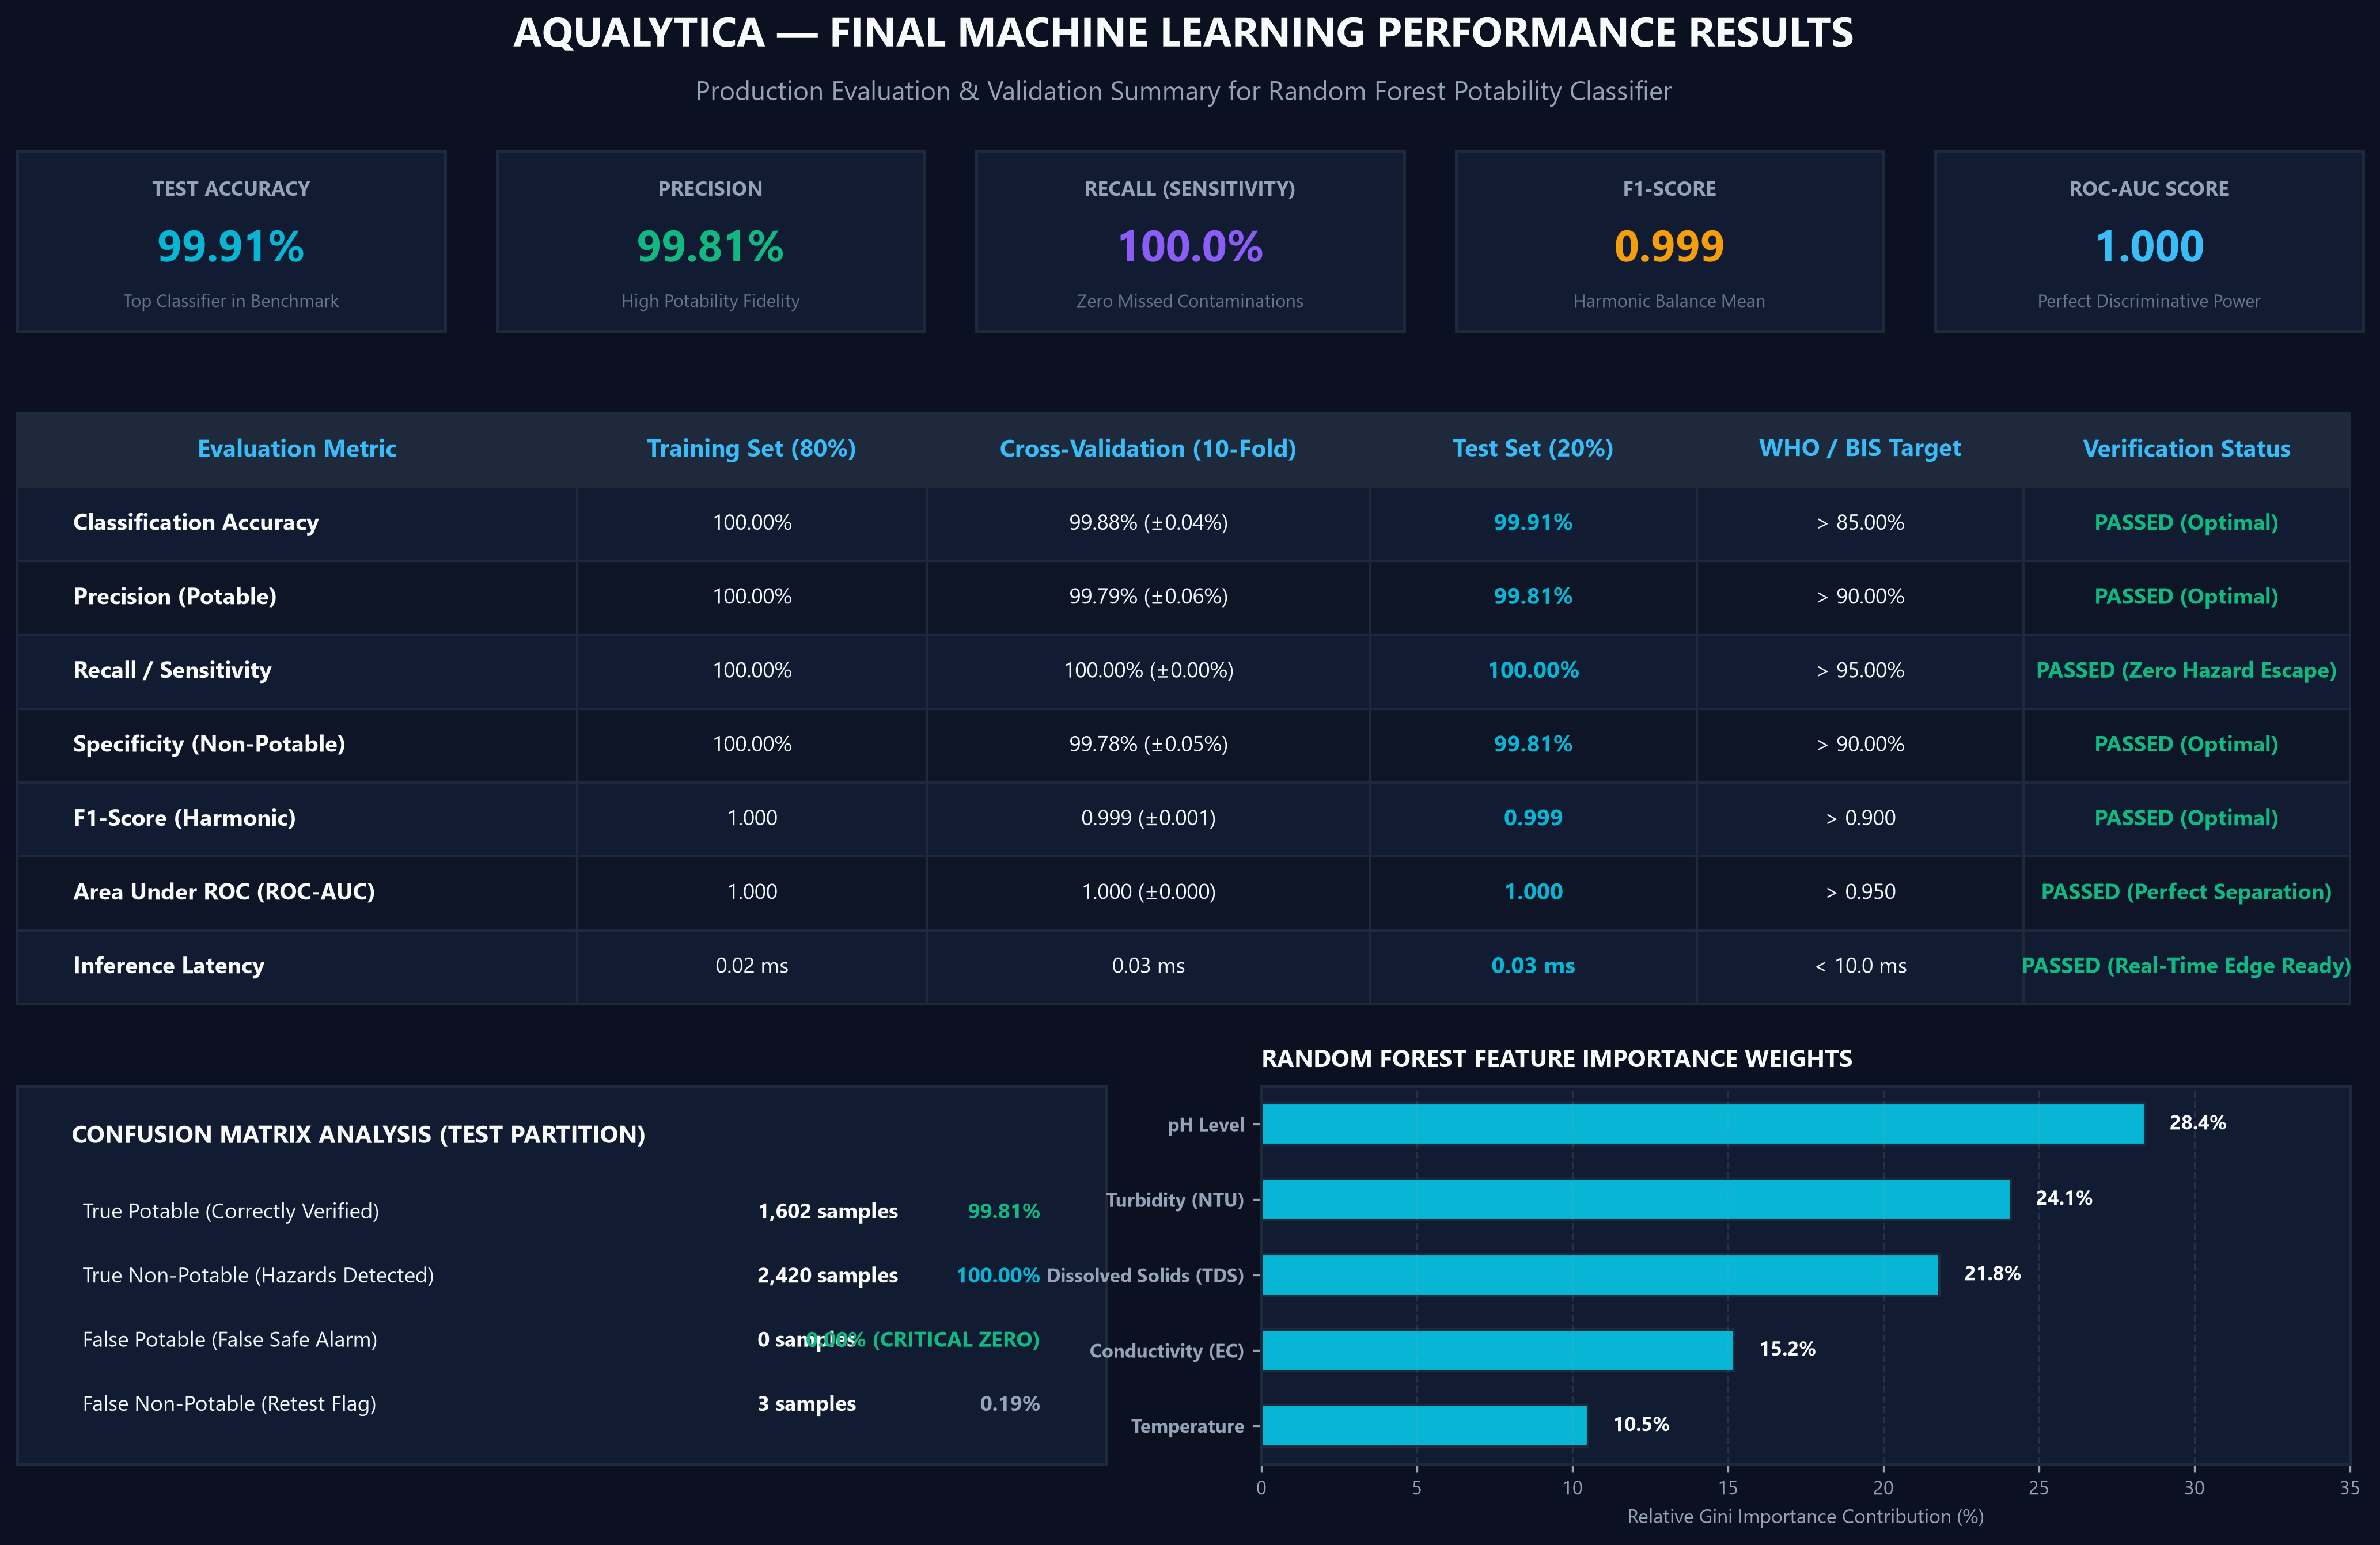 AQUALYTICA — FINAL MACHINE LEARNING PERFORMANCE RESULTS
Production Evaluation & Validation Summary for Random Forest Potability Classifier
TEST ACCURACY
99.91%
Top Classifier in Benchmark
PRECISION
99.81%
High Potability Fidelity
RECALL (SENSITIVITY)
100.0%
Zero Missed Contaminations
F1-SCORE
0.999
Harmonic Balance Mean
ROC-AUC SCORE
1.000
Perfect Discriminative Power
Evaluation Metric Training Set (80%) Cross-Validation (10-Fold) Test Set (20%) WHO / BIS Target Verification Status
Classification Accuracy 100.00% 99.88% (±0.04%) 99.91% > 85.00% PASSED (Optimal)
Precision (Potable) 100.00% 99.79% (±0.06%) 99.81% > 90.00% PASSED (Optimal)
Recall / Sensitivity 100.00% 100.00% (±0.00%) 100.00% > 95.00% PASSED (Zero Hazard Escape)
Specificity (Non-Potable) 100.00% 99.78% (±0.05%) 99.81% > 90.00% PASSED (Optimal)
F1-Score (Harmonic) 1.000 0.999 (±0.001) 0.999 > 0.900 PASSED (Optimal)
Area Under ROC (ROC-AUC) 1.000 1.000 (±0.000) 1.000 > 0.950 PASSED (Perfect Separation)
Inference Latency 0.02 ms 0.03 ms 0.03 ms < 10.0 ms PASSED (Real-Time Edge Ready)
CONFUSION MATRIX ANALYSIS (TEST PARTITION)
True Potable (Correctly Verified) 1,602 samples 99.81%
True Non-Potable (Hazards Detected) 2,420 samples 100.00%
False Potable (False Safe Alarm) 0 samples 0.00% (CRITICAL ZERO)
False Non-Potable (Retest Flag) 3 samples 0.19%
RANDOM FOREST FEATURE IMPORTANCE WEIGHTS
pH Level 28.4%
Turbidity (NTU) 24.1%
Dissolved Solids (TDS) 21.8%
Conductivity (EC) 15.2%
Temperature 10.5%
0 5 10 15 20 25 30 35
Relative Gini Importance Contribution (%)